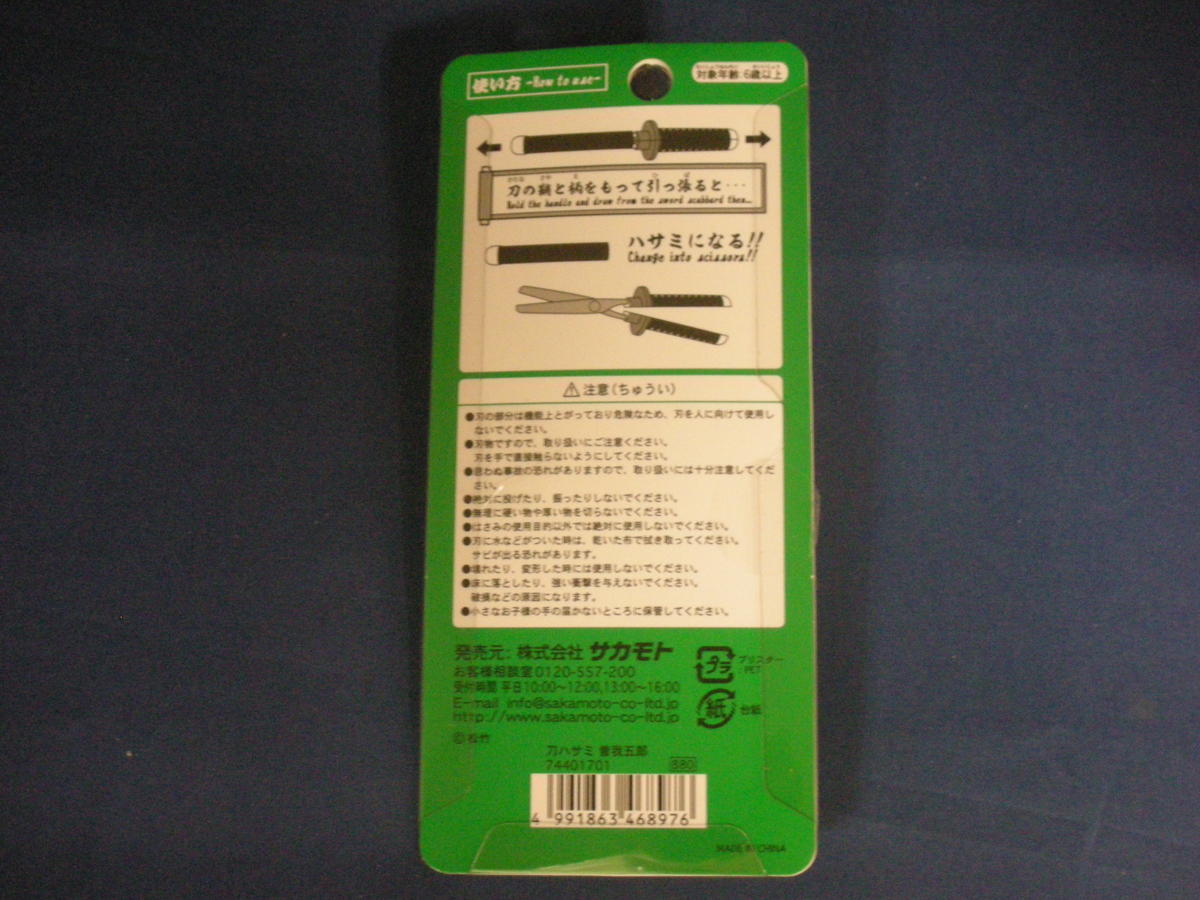 使い方 -How to use-
対象年齢:6歳以上
刀の鞘と柄をもって引っ張ると・・・
Hold the handle and draw from the sword scabbard then...
ハサミになる!!
Change into scissors!!
⚠注意(ちゅうい)
●刃の部分は機能上とがっており危険なため、刃を人に向けて使用し
ないでください。
●刃物ですので、取り扱いにご注意ください。
刃を手で直接触らないようにしてください。
●思わぬ事故の恐れがありますので、取り扱いには十分注意してくだ
さい。
●絶対に投げたり、振ったりしないでください。
●無理に硬い物や厚い物を切らないでください。
●はさみの使用目的以外では絶対に使用しないでください。
●刃に水などがついた時は、乾いた布で拭き取ってください。
サビが出る恐れがあります。
●壊れたり、変形した時には使用しないでください。
●床に落としたり、強い衝撃を与えないでください。
破損などの原因になります。
●小さなお子様の手の届かないところに保管してください。
発売元:株式会社 サカモト
お客様相談室0120-557-200
受付時間 平日10:00~12:00,13:00~16:00
E-mail info@sakamoto-co-ltd.jp
http://www.sakamoto-co-ltd.jp
プラ
ブリスター
:PET
紙
台紙
©松竹
刀ハサミ 曽我五郎
74401701
880
4 991863 468976
MADE IN CHINA